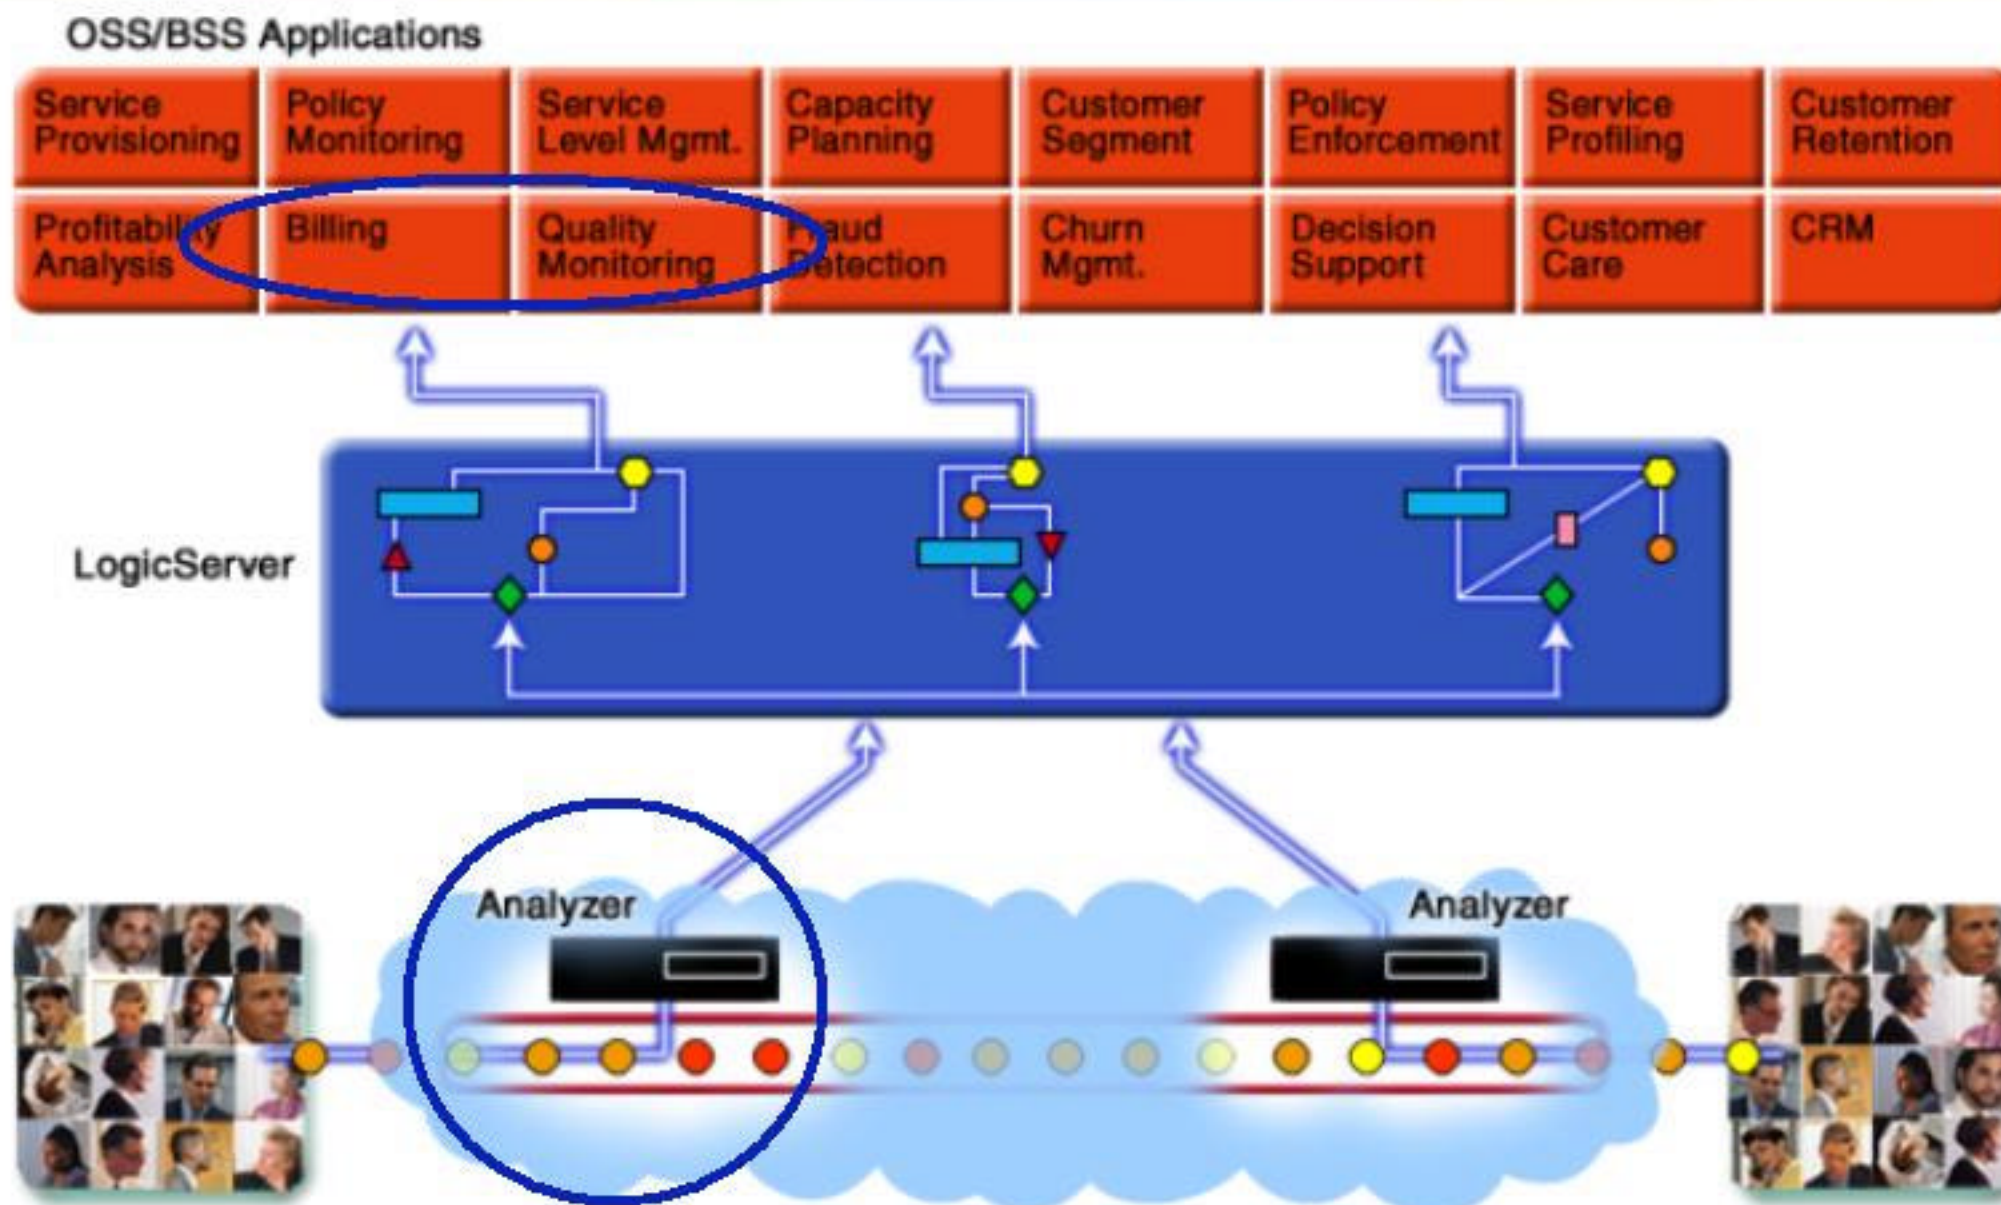 OSS/BSS Applications
Service
Provisioning
Policy
Monitoring
Service
Level Mgmt.
Capacity
Planning
Customer
Segment
Policy
Enforcement
Service
Profiling
Customer
Retention
Profitability
Analysis
Billing
Quality
Monitoring
Fraud
Detection
Churn
Mgmt.
Decision
Support
Customer
Care
CRM
LogicServer
Analyzer
Analyzer